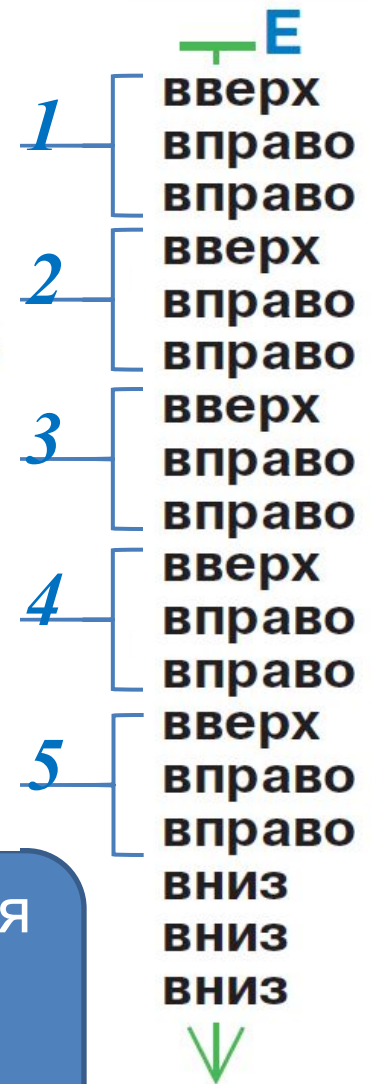 Е
1
вверх
вправо
вправо
2
вверх
вправо
вправо
3
вверх
вправо
вправо
4
вверх
вправо
вправо
5
вверх
вправо
вправо
вниз
вниз
вниз
я